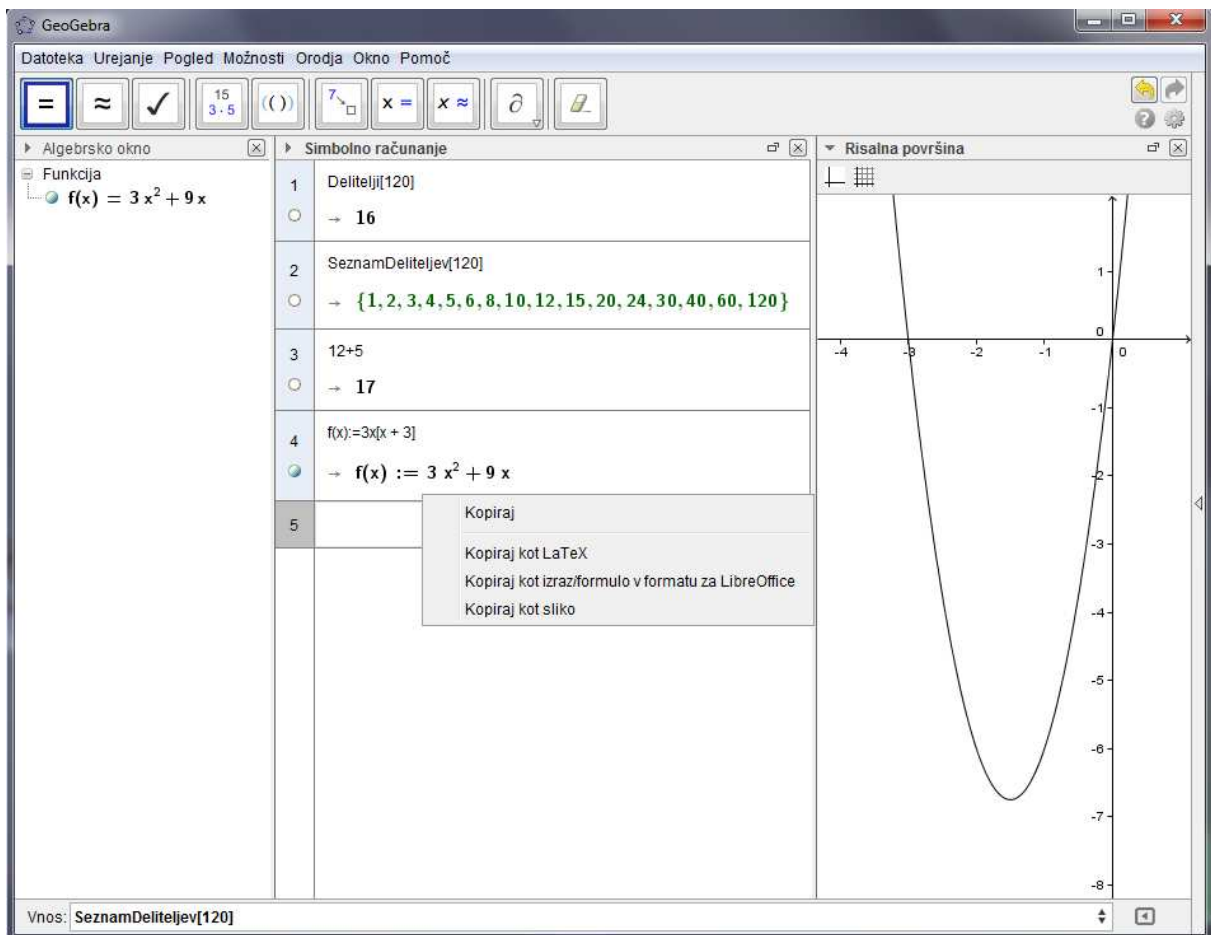 GeoGebra
Datoteka Urejanje Pogled Možnosti Orodja Okno Pomoč
= ≈ ✓ 15 3·5 (( )) 7 x = x ≈ ∂
Algebrsko okno
Funkcija
f(x) = 3 x² + 9 x
Simbolno računanje
1 Delitelji[120]
→ 16
2 SeznamDeliteljev[120]
→ {1, 2, 3, 4, 5, 6, 8, 10, 12, 15, 20, 24, 30, 40, 60, 120}
3 12+5
→ 17
4 f(x):=3x[x + 3]
→ f(x) := 3 x² + 9 x
5
Kopiraj
Kopiraj kot LaTeX
Kopiraj kot izraz/formulo v formatu za LibreOffice
Kopiraj kot sliko
Risalna površina
1
0
-4 -3 -2 -1 0
-1
-2
-3
-4
-5
-6
-7
-8
Vnos: SeznamDeliteljev[120]